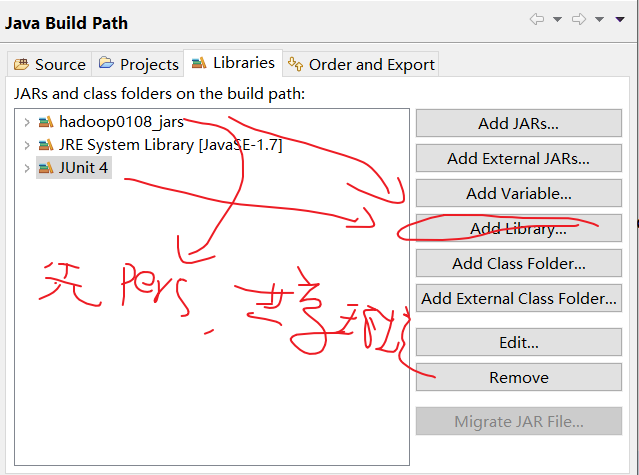 Java Build Path
Source Projects Libraries Order and Export
JARs and class folders on the build path:
hadoop0108_jars
JRE System Library [JavaSE-1.7]
JUnit 4
Add JARs...
Add External JARs...
Add Variable...
Add Library...
Add Class Folder...
Add External Class Folder...
Edit...
Remove
Migrate JAR File...
先 pers